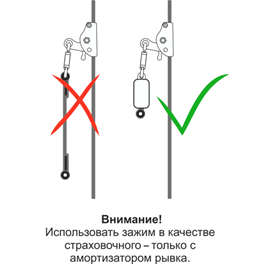 Внимание!
Использовать зажим в качестве
страховочного – только с
амортизатором рывка.